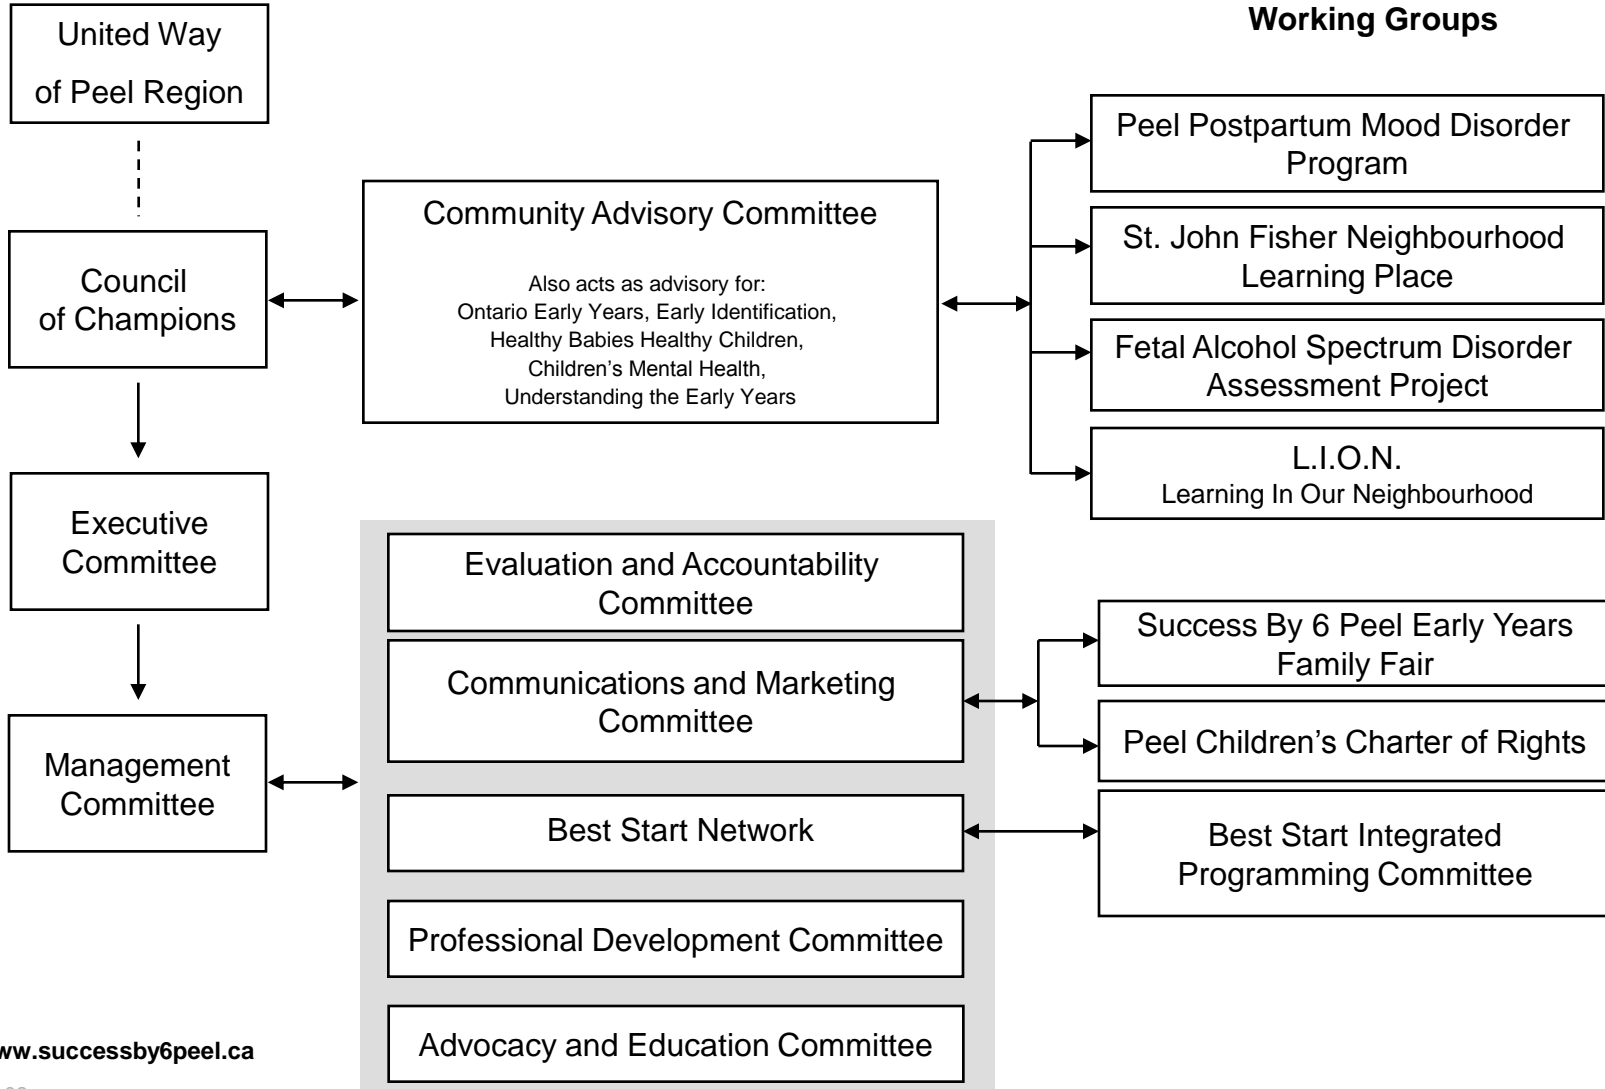 Working Groups
United Way
of Peel Region
Council
of Champions
Executive
Committee
Management
Committee
Community Advisory Committee
Also acts as advisory for:
Ontario Early Years, Early Identification,
Healthy Babies Healthy Children,
Children’s Mental Health,
Understanding the Early Years
Evaluation and Accountability
Committee
Communications and Marketing
Committee
Best Start Network
Professional Development Committee
Advocacy and Education Committee
Peel Postpartum Mood Disorder
Program
St. John Fisher Neighbourhood
Learning Place
Fetal Alcohol Spectrum Disorder
Assessment Project
L.I.O.N.
Learning In Our Neighbourhood
Success By 6 Peel Early Years
Family Fair
Peel Children’s Charter of Rights
Best Start Integrated
Programming Committee
ww.successby6peel.ca